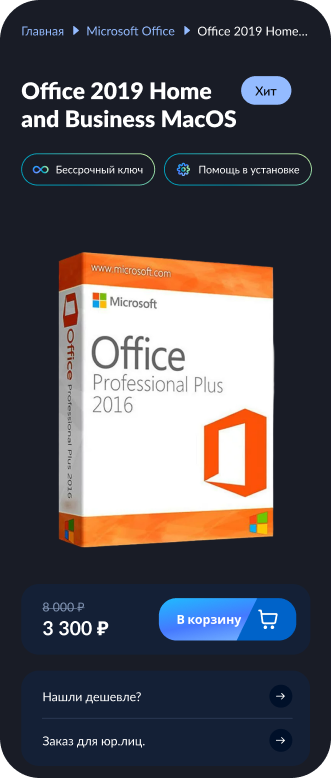 Главная Microsoft Office Office 2019 Home...
Office 2019 Home
and Business MacOS
Хит
Бессрочный ключ
Помощь в установке
www.microsoft.com
Microsoft
Office
Professional Plus
2016
Office Professional Plus 2016
8 000 ₽
3 300 ₽
В корзину
Нашли дешевле?
Заказ для юр.лиц.